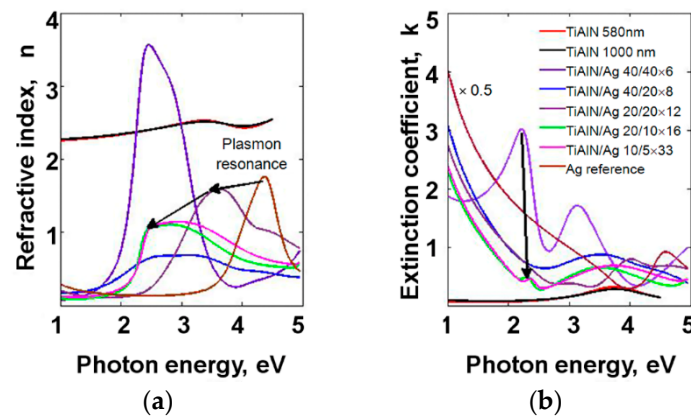 4
3
2
1
Refractive index, n
Plasmon
resonance
1 2 3 4 5
Photon energy, eV
(a)
5
4
3
2
1
Extinction coefficient, k
× 0.5
TiAlN 580nm
TiAlN 1000 nm
TiAlN/Ag 40/40×6
TiAlN/Ag 40/20×8
TiAlN/Ag 20/20×12
TiAlN/Ag 20/10×16
TiAlN/Ag 10/5×33
Ag reference
1 2 3 4 5
Photon energy, eV
(b)